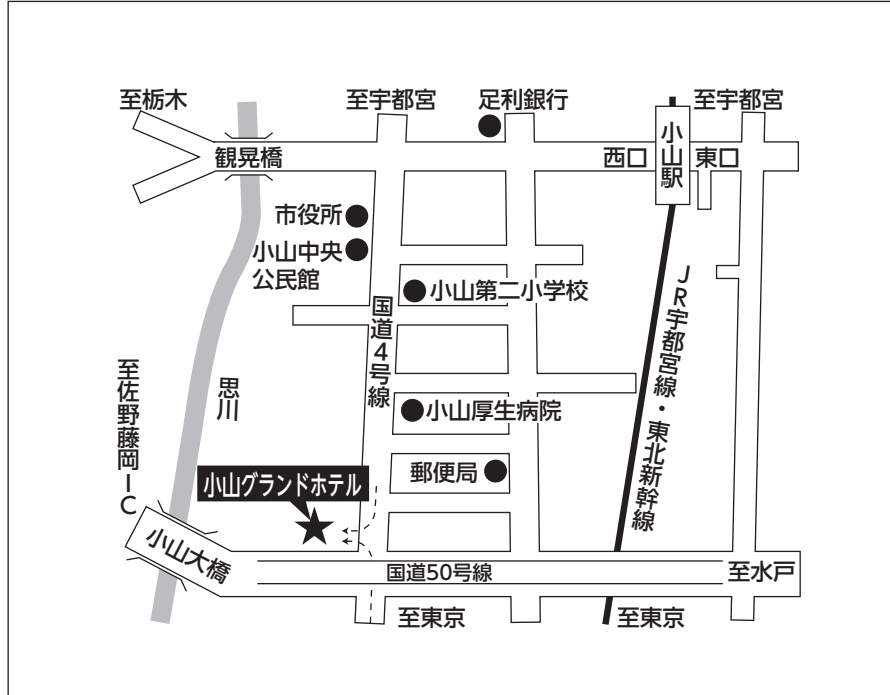 至栃木
至宇都宮
足利銀行
至宇都宮
観晃橋
西口
小山駅
東口
市役所
小山中央
公民館
小山第二小学校
国道4号線
JR宇都宮線・東北新幹線
至佐野藤岡IC
思川
小山厚生病院
郵便局
小山グランドホテル
小山大橋
国道50号線
至水戸
至東京
至東京